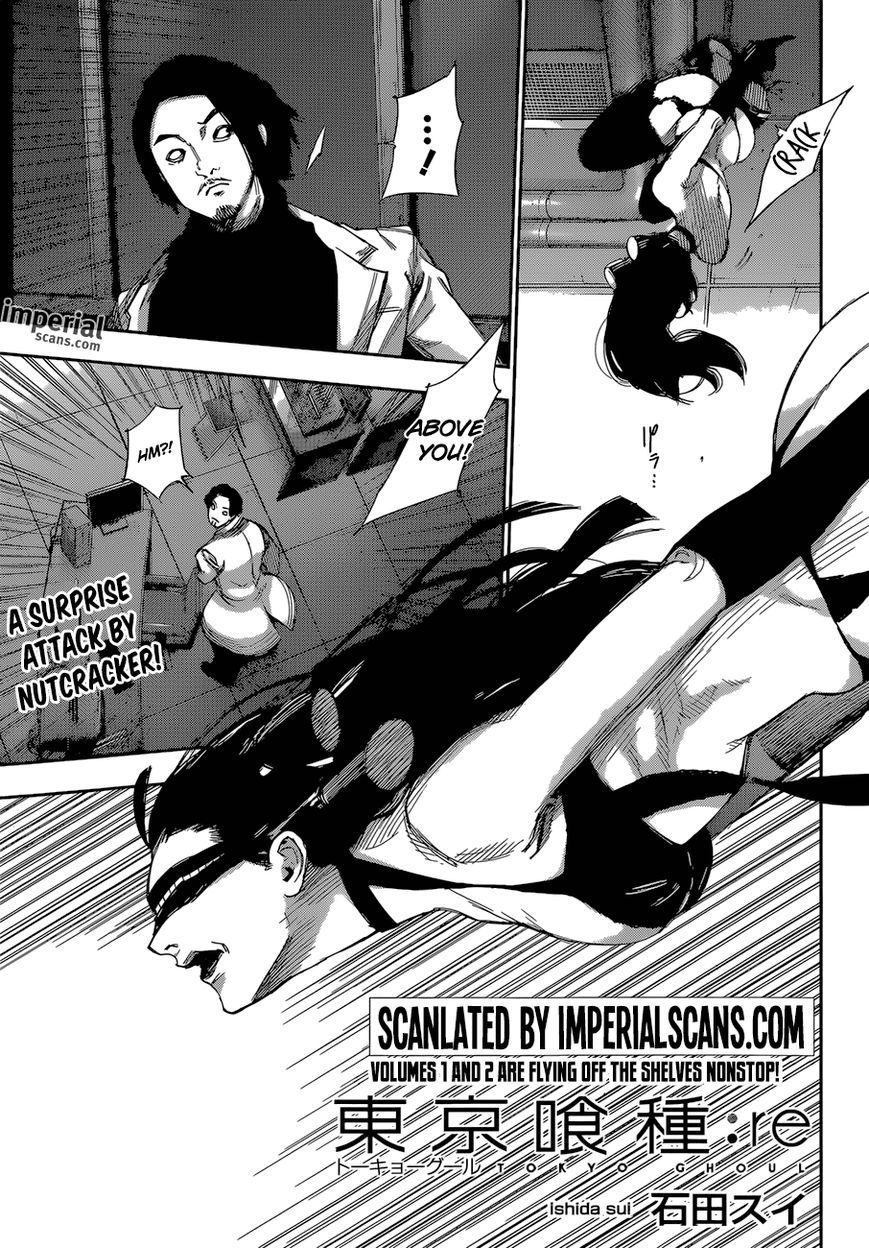 CRACK
ラ…
…!
imperial
scans.com
ABOVE
YOU!
HM?!
A SURPRISE
ATTACK BY
NUTCRACKER!
SCANLATED BY IMPERIALSCANS.COM
VOLUMES 1 AND 2 ARE FLYING OFF THE SHELVES NONSTOP!
東京喰種:re
トーキョーグール TOKYO GHOUL
ishida sui 石田スイ